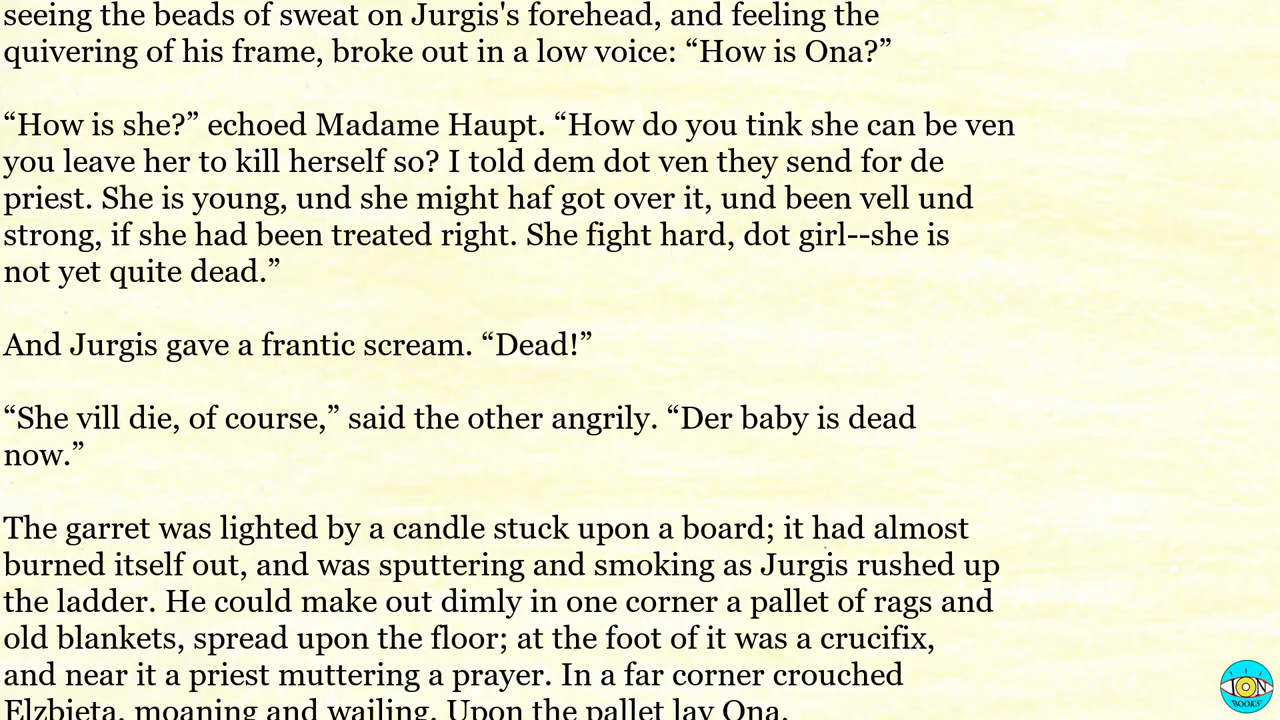 seeing the beads of sweat on Jurgis's forehead, and feeling the
quivering of his frame, broke out in a low voice: “How is Ona?”
“How is she?” echoed Madame Haupt. “How do you tink she can be ven
you leave her to kill herself so? I told dem dot ven they send for de
priest. She is young, und she might haf got over it, und been vell und
strong, if she had been treated right. She fight hard, dot girl--she is
not yet quite dead.”
And Jurgis gave a frantic scream. “Dead!”
“She vill die, of course,” said the other angrily. “Der baby is dead
now.”
The garret was lighted by a candle stuck upon a board; it had almost
burned itself out, and was sputtering and smoking as Jurgis rushed up
the ladder. He could make out dimly in one corner a pallet of rags and
old blankets, spread upon the floor; at the foot of it was a crucifix,
and near it a priest muttering a prayer. In a far corner crouched
Elzbieta, moaning and wailing. Upon the pallet lay Ona.
ION
BOOKS